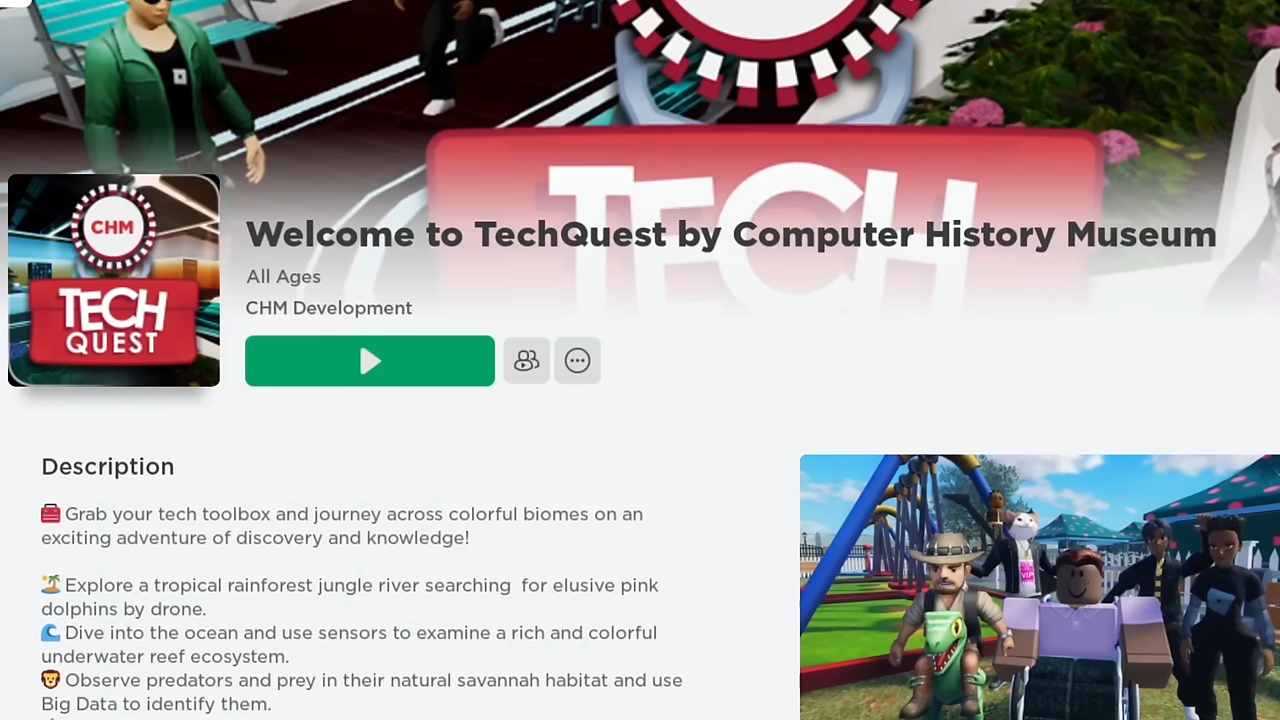 TECH
CHM
TECH
QUEST
Welcome to TechQuest by Computer History Museum
All Ages
CHM Development
Description
Grab your tech toolbox and journey across colorful biomes on an
exciting adventure of discovery and knowledge!
Explore a tropical rainforest jungle river searching  for elusive pink
dolphins by drone.
Dive into the ocean and use sensors to examine a rich and colorful
underwater reef ecosystem.
Observe predators and prey in their natural savannah habitat and use
Big Data to identify them.
VIP